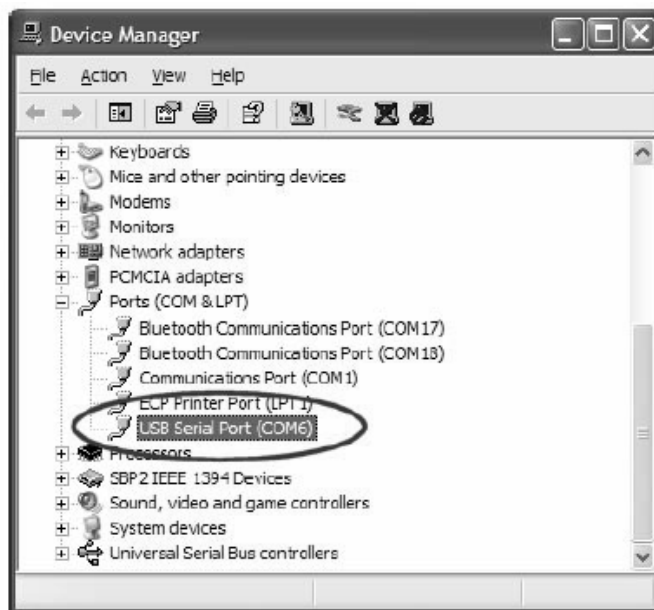 Device Manager
File Action View Help
Keyboards
Mice and other pointing devices
Modems
Monitors
Network adapters
PCMCIA adapters
Ports (COM & LPT)
Bluetooth Communications Port (COM17)
Bluetooth Communications Port (COM18)
Communications Port (COM1)
ECP Printer Port (LPT1)
USB Serial Port (COM6)
Processors
SBP2 IEEE 1394 Devices
Sound, video and game controllers
System devices
Universal Serial Bus controllers